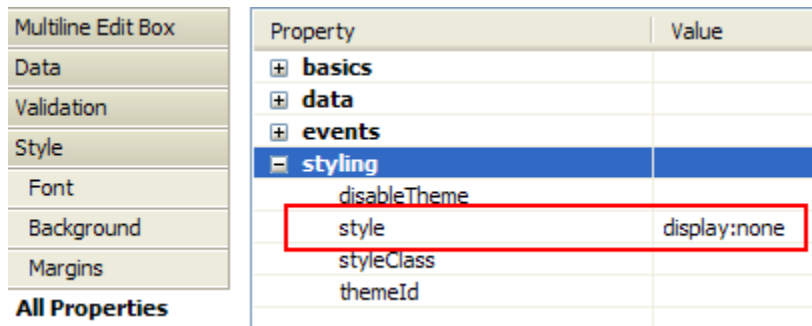 Multiline Edit Box
Data
Validation
Style
Font
Background
Margins
All Properties
Property Value
basics
data
events
styling
disableTheme
style display:none
styleClass
themeId